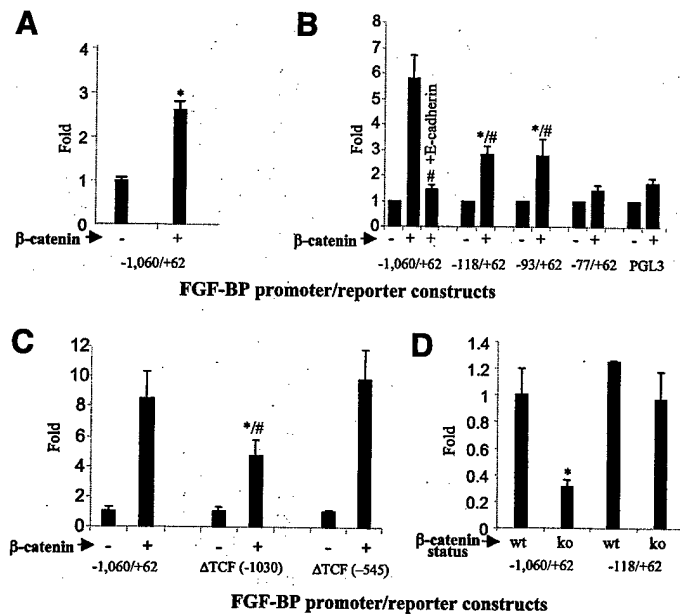 A
Fold
4
3
2
1
0
β-catenin - +
-1,060/+62
B
Fold
8
7
6
5
4
3
2
1
0
*/#
*/#
# +E-cadherin
β-catenin - + + - + - + - + - +
-1,060/+62 -118/+62 -93/+62 -77/+62 PGL3
*
FGF-BP promoter/reporter constructs
C
Fold
12
10
8
6
4
2
0
*/#
β-catenin - + - + - +
-1,060/+62 ΔTCF (-1030) ΔTCF (-545)
D
Fold
1.4
1.2
1
0.8
0.6
0.4
0.2
0
*
β-catenin status wt ko wt ko
-1,060/+62 -118/+62
FGF-BP promoter/reporter constructs